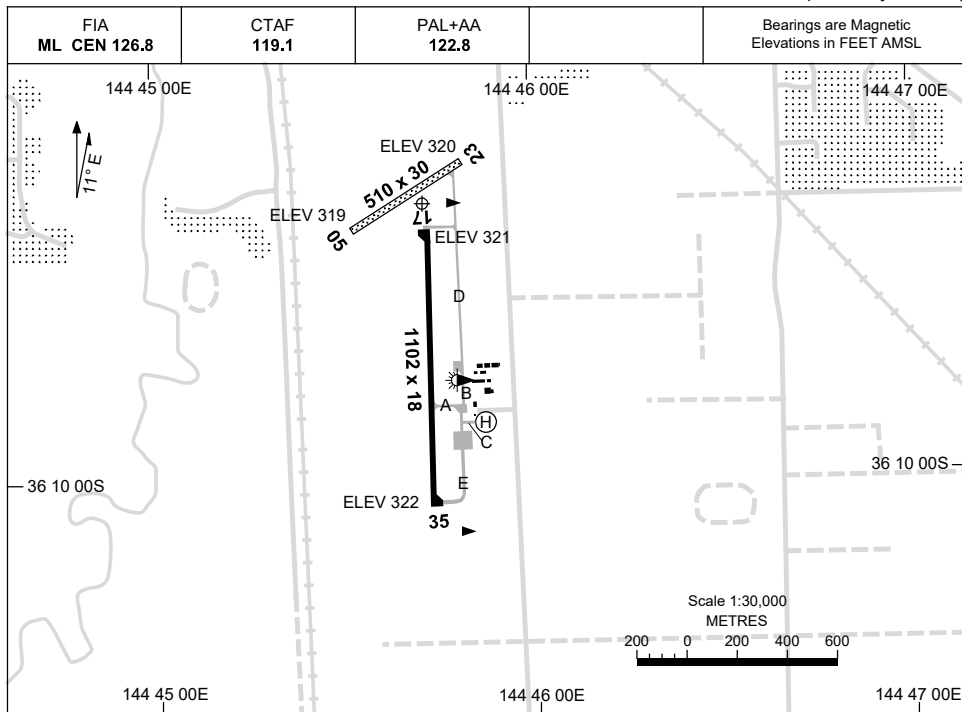 FIA
ML CEN 126.8
CTAF
119.1
PAL+AA
122.8
Bearings are Magnetic
Elevations in FEET AMSL
144 45 00E
144 46 00E
144 47 00E
11° E
ELEV 320
23
510 x 30
ELEV 319
05
17
ELEV 321
D
1102 x 18
B
A
H
C
36 10 00S
36 10 00S
E
ELEV 322
35
Scale 1:30,000
METRES
200 0 200 400 600
144 45 00E
144 46 00E
144 47 00E